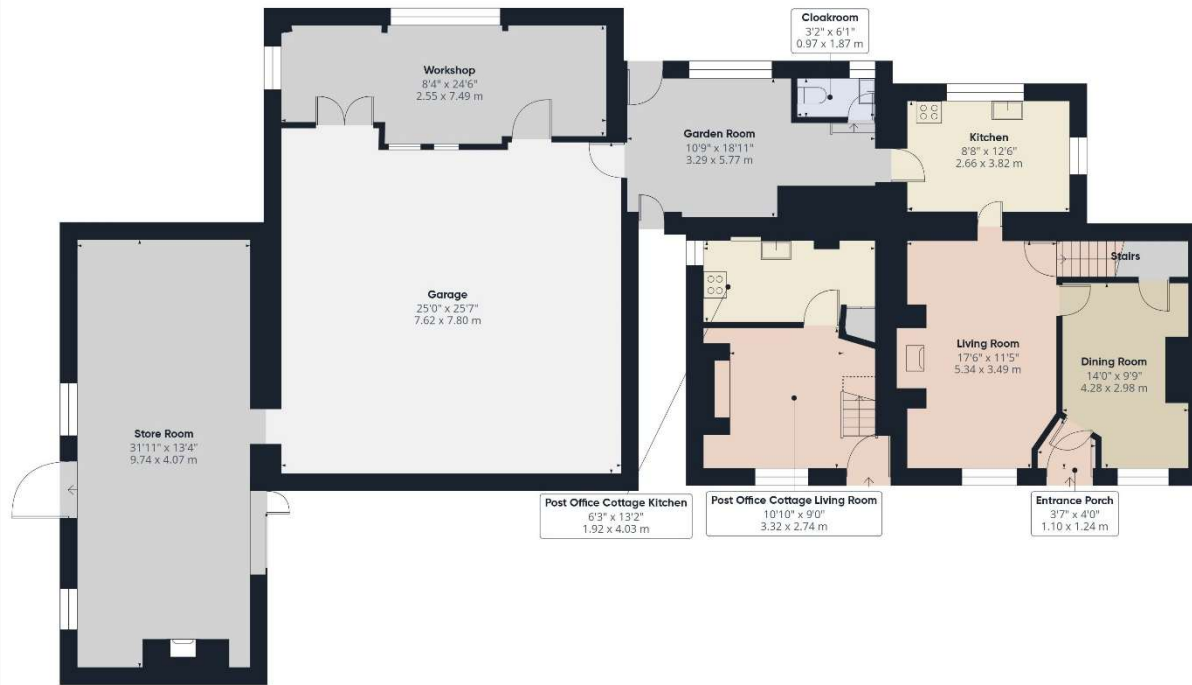 Cloakroom
3'2" x 6'1"
0.97 x 1.87 m
Workshop
8'4" x 24'6"
2.55 x 7.49 m
Garden Room
10'9" x 18'11"
3.29 x 5.77 m
Kitchen
8'8" x 12'6"
2.66 x 3.82 m
Stairs
Garage
25'0" x 25'7"
7.62 x 7.80 m
Living Room
17'6" x 11'5"
5.34 x 3.49 m
Dining Room
14'0" x 9'9"
4.28 x 2.98 m
Store Room
31'11" x 13'4"
9.74 x 4.07 m
Post Office Cottage Kitchen
6'3" x 13'2"
1.92 x 4.03 m
Post Office Cottage Living Room
10'10" x 9'0"
3.32 x 2.74 m
Entrance Porch
3'7" x 4'0"
1.10 x 1.24 m